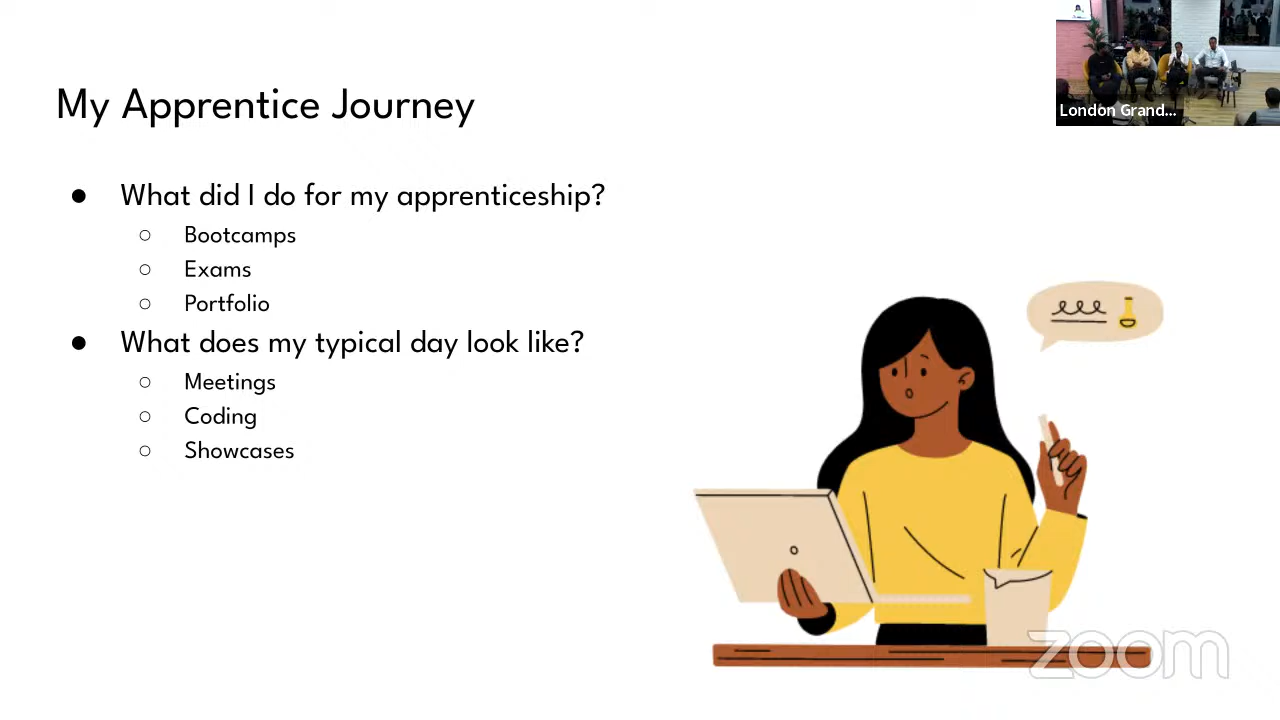 My Apprentice Journey
● What did I do for my apprenticeship?
○ Bootcamps
○ Exams
○ Portfolio
● What does my typical day look like?
○ Meetings
○ Coding
○ Showcases
London Grand...
zoom